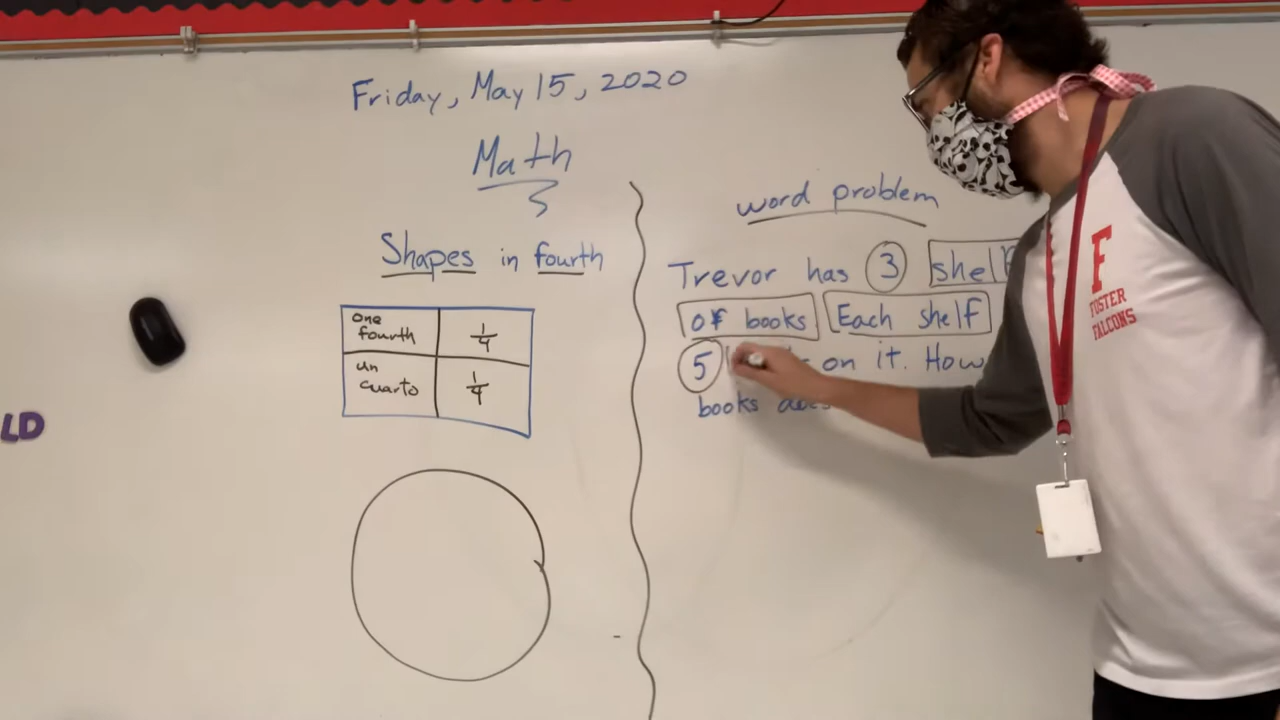 Friday, May 15, 2020
Math
Shapes in fourth
one fourth
1/4
un cuarto
1/4
word problem
Trevor has 3
of books Each shelf
5 on it. How
books
LD
F
FOSTER
FALCONS